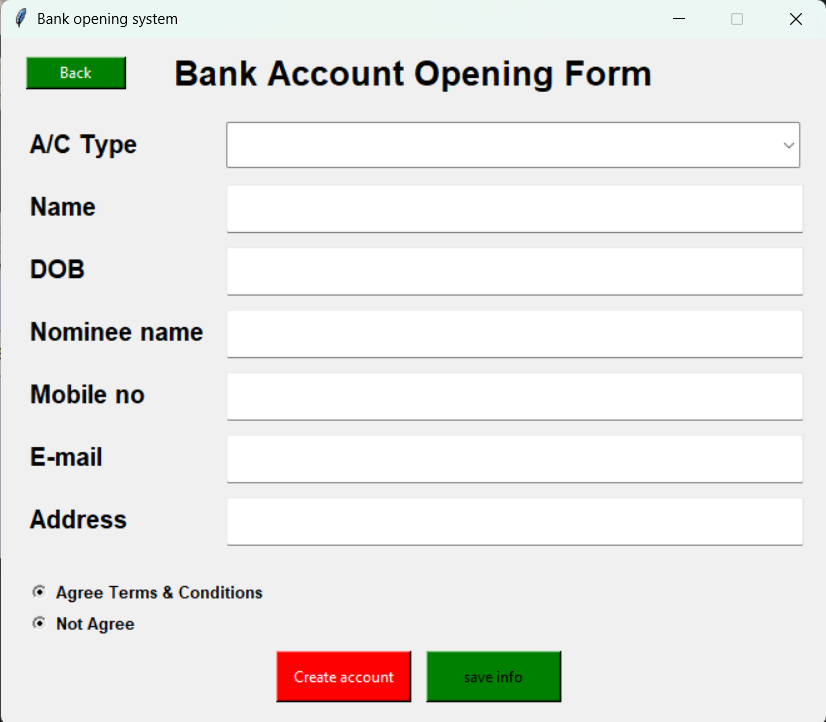 Bank opening system
Back
Bank Account Opening Form
A/C Type
Name
DOB
Nominee name
Mobile no
E-mail
Address
Agree Terms & Conditions
Not Agree
Create account
save info